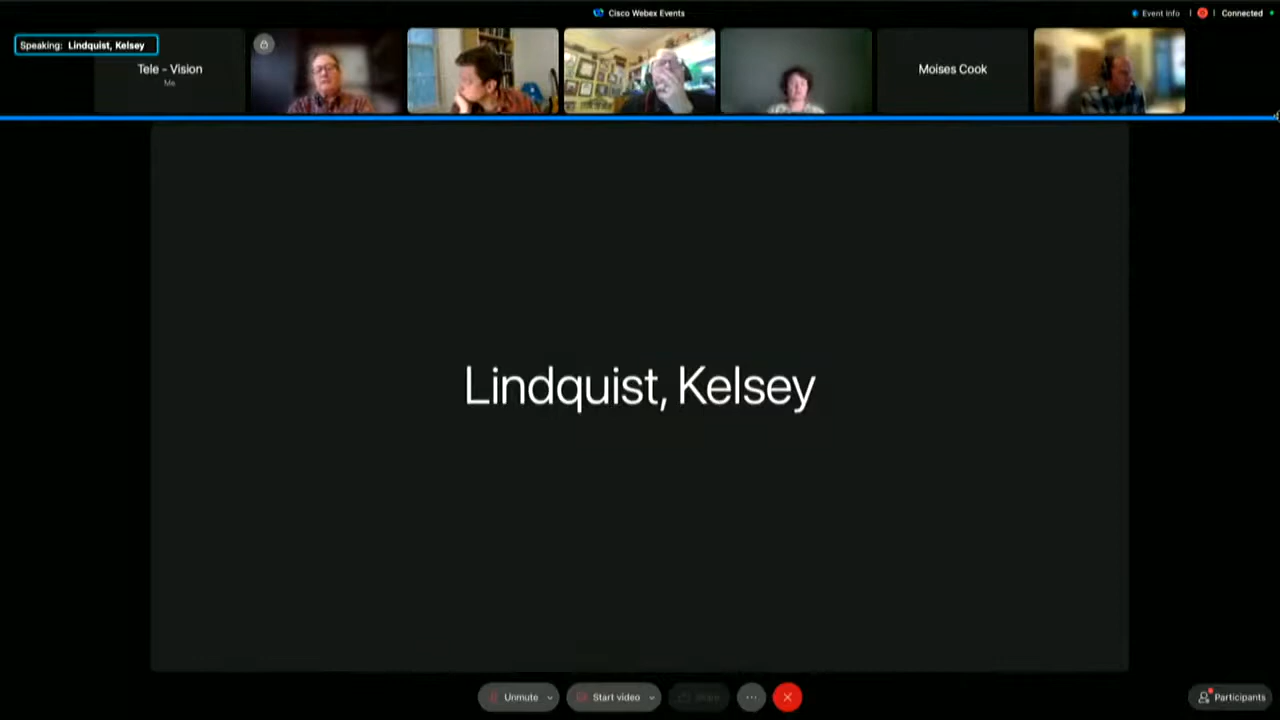 Cisco Webex Events
Event Info
Connected
Speaking: Lindquist, Kelsey
Tele - Vision
Me
Moises Cook
Lindquist, Kelsey
Unmute
Start video
Share
Participants